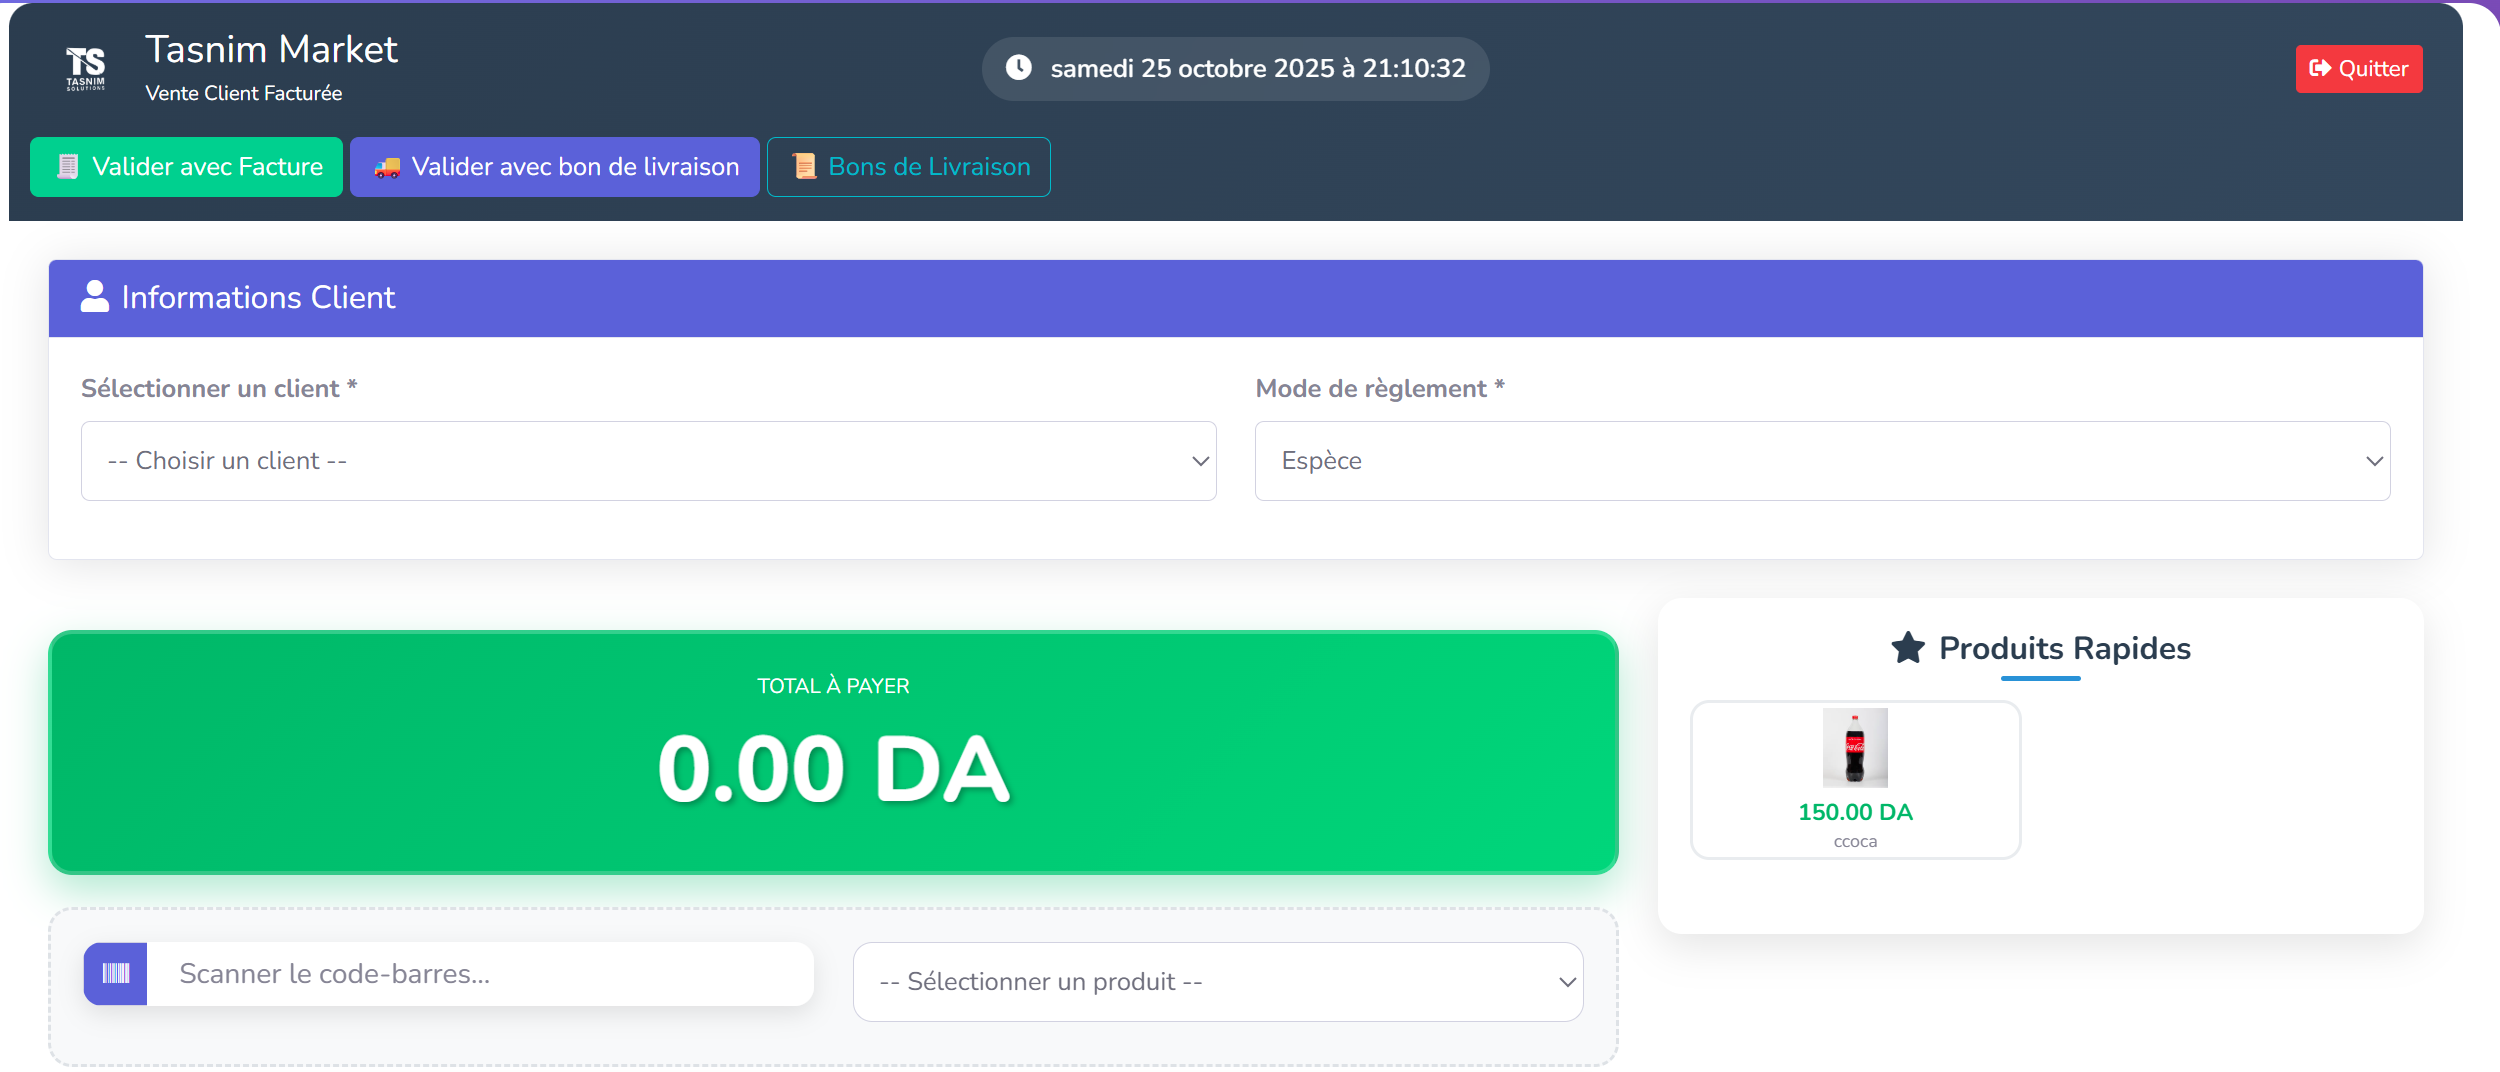 TS
TASNIM
SOLUTIONS
Tasnim Market
Vente Client Facturée
samedi 25 octobre 2025 à 21:10:32
Quitter
Valider avec Facture
Valider avec bon de livraison
Bons de Livraison
Informations Client
Sélectionner un client *
-- Choisir un client --
Mode de règlement *
Espèce
TOTAL À PAYER
0.00 DA
Scanner le code-barres...
-- Sélectionner un produit --
Produits Rapides
Coca-Cola
150.00 DA
ccoca